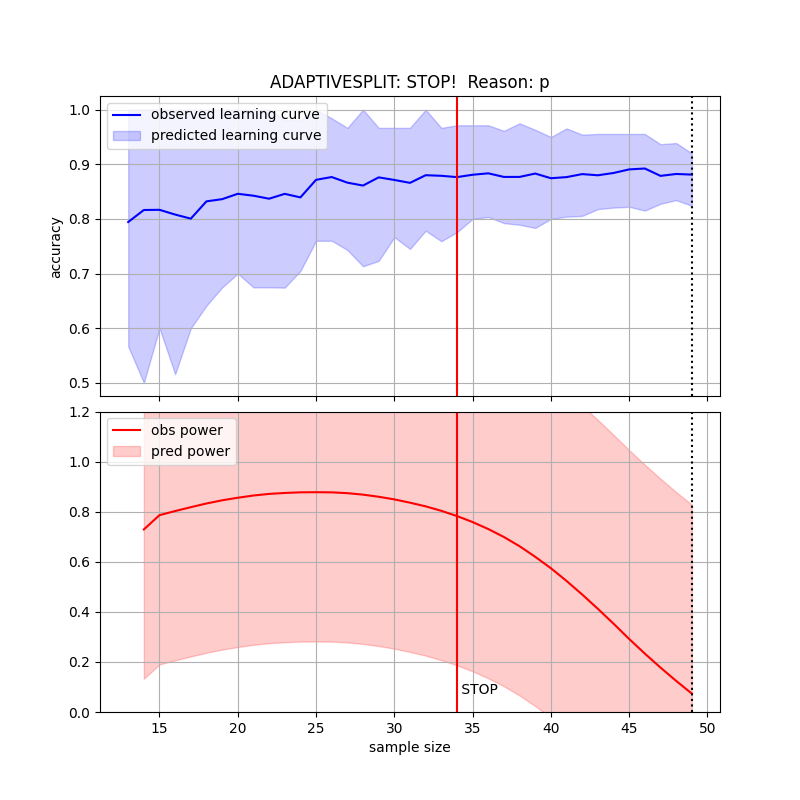 ADAPTIVESPLIT: STOP!  Reason: p
observed learning curve
predicted learning curve
1.0
0.9
0.8
0.7
0.6
0.5
accuracy
obs power
pred power
1.2
1.0
0.8
0.6
0.4
0.2
0.0
STOP
15 20 25 30 35 40 45 50
sample size